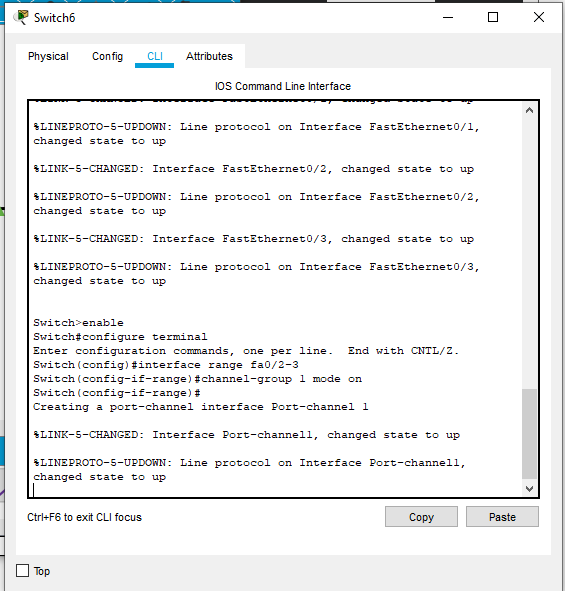 Switch6
Physical Config CLI Attributes
IOS Command Line Interface
%LINEPROTO-5-UPDOWN: Line protocol on Interface FastEthernet0/1,
changed state to up
%LINK-5-CHANGED: Interface FastEthernet0/2, changed state to up
%LINEPROTO-5-UPDOWN: Line protocol on Interface FastEthernet0/2,
changed state to up
%LINK-5-CHANGED: Interface FastEthernet0/3, changed state to up
%LINEPROTO-5-UPDOWN: Line protocol on Interface FastEthernet0/3,
changed state to up
Switch>enable
Switch#configure terminal
Enter configuration commands, one per line.  End with CNTL/Z.
Switch(config)#interface range fa0/2-3
Switch(config-if-range)#channel-group 1 mode on
Switch(config-if-range)#
Creating a port-channel interface Port-channel 1
%LINK-5-CHANGED: Interface Port-channel1, changed state to up
%LINEPROTO-5-UPDOWN: Line protocol on Interface Port-channel1,
changed state to up
Ctrl+F6 to exit CLI focus
Copy Paste
Top